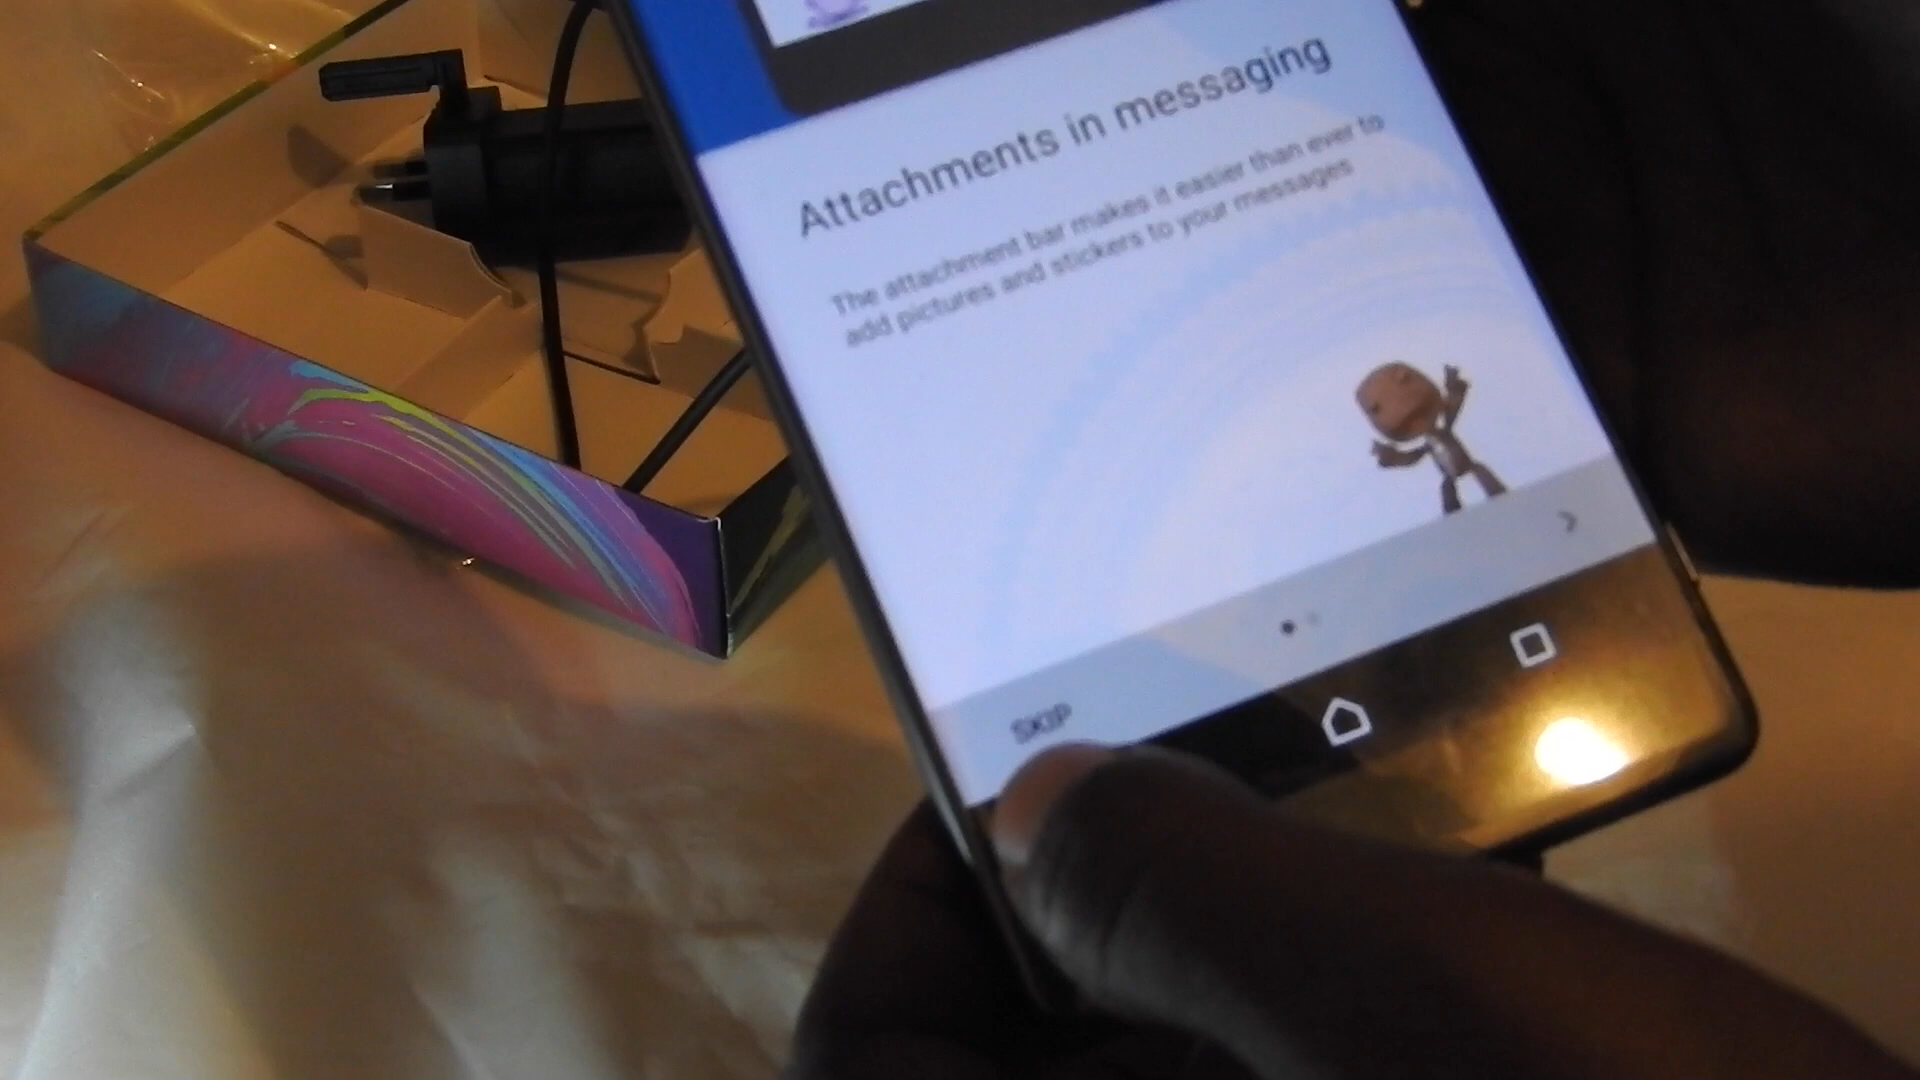 Attachments in messaging
The attachment bar makes it easier than ever to
add pictures and stickers to your messages
SKIP